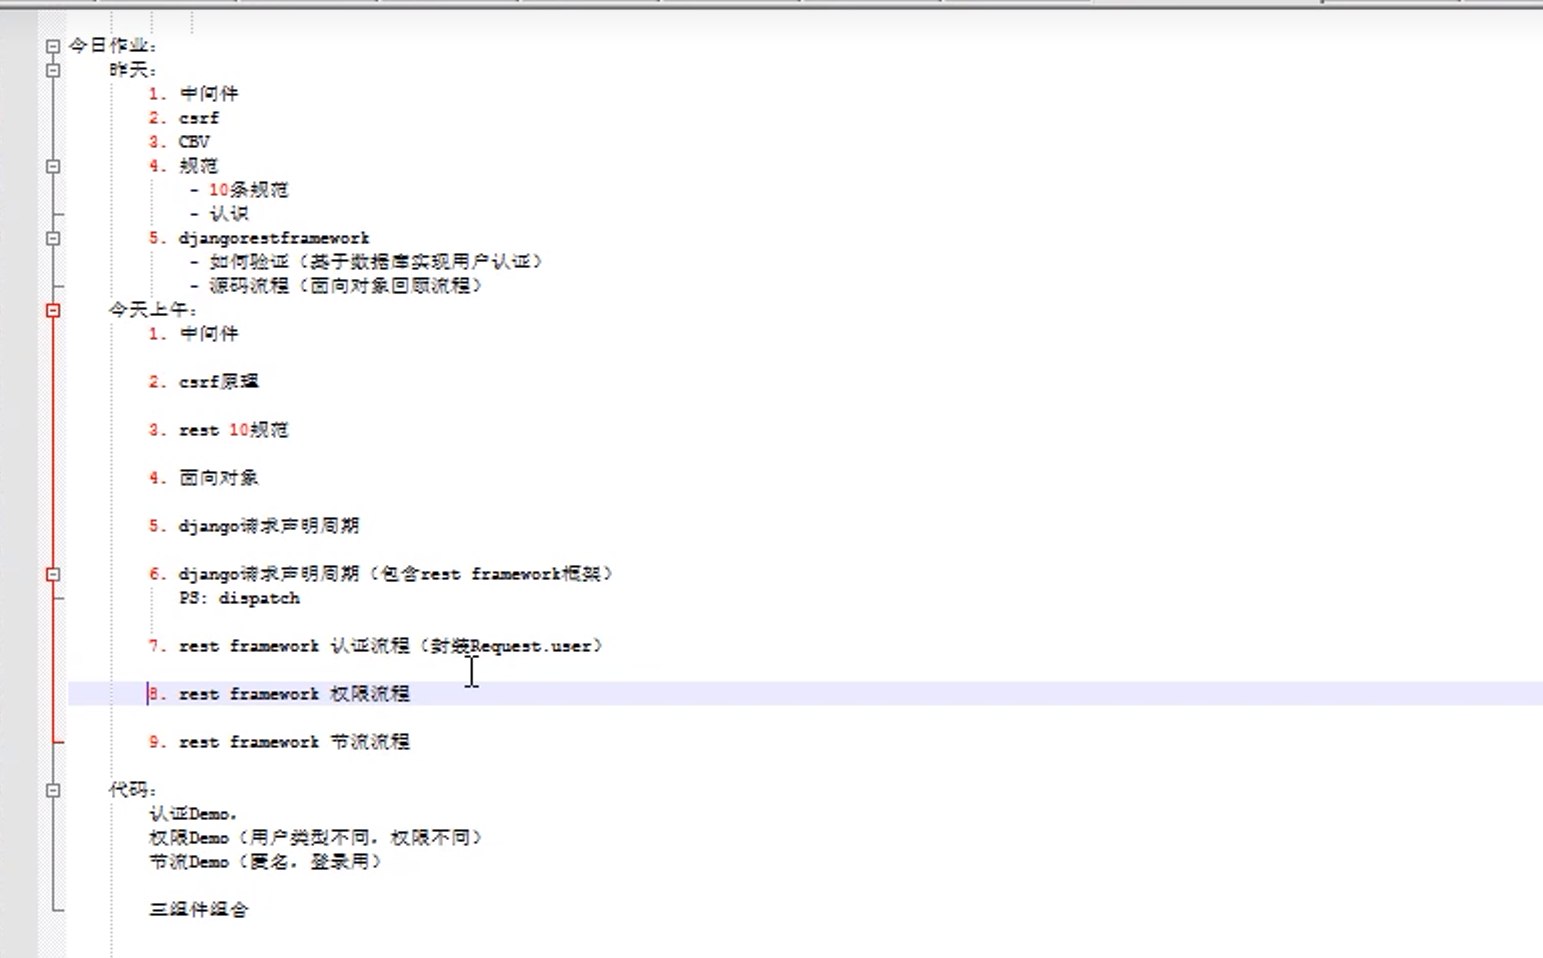 今日作业:
昨天:
1. 中间件
2. csrf
3. CBV
4. 规范
- 10条规范
- 认识
5. djangorestframework
- 如何验证（基于数据库实现用户认证）
- 源码流程（面向对象回顾流程）
今天上午:
1. 中间件
2. csrf原理
3. rest 10规范
4. 面向对象
5. django请求声明周期
6. django请求声明周期（包含rest framework框架）
PS: dispatch
7. rest framework 认证流程（封装Request.user）
8. rest framework 权限流程
9. rest framework 节流流程
代码:
认证Demo，
权限Demo（用户类型不同，权限不同）
节流Demo（匿名，登录用）
三组件组合